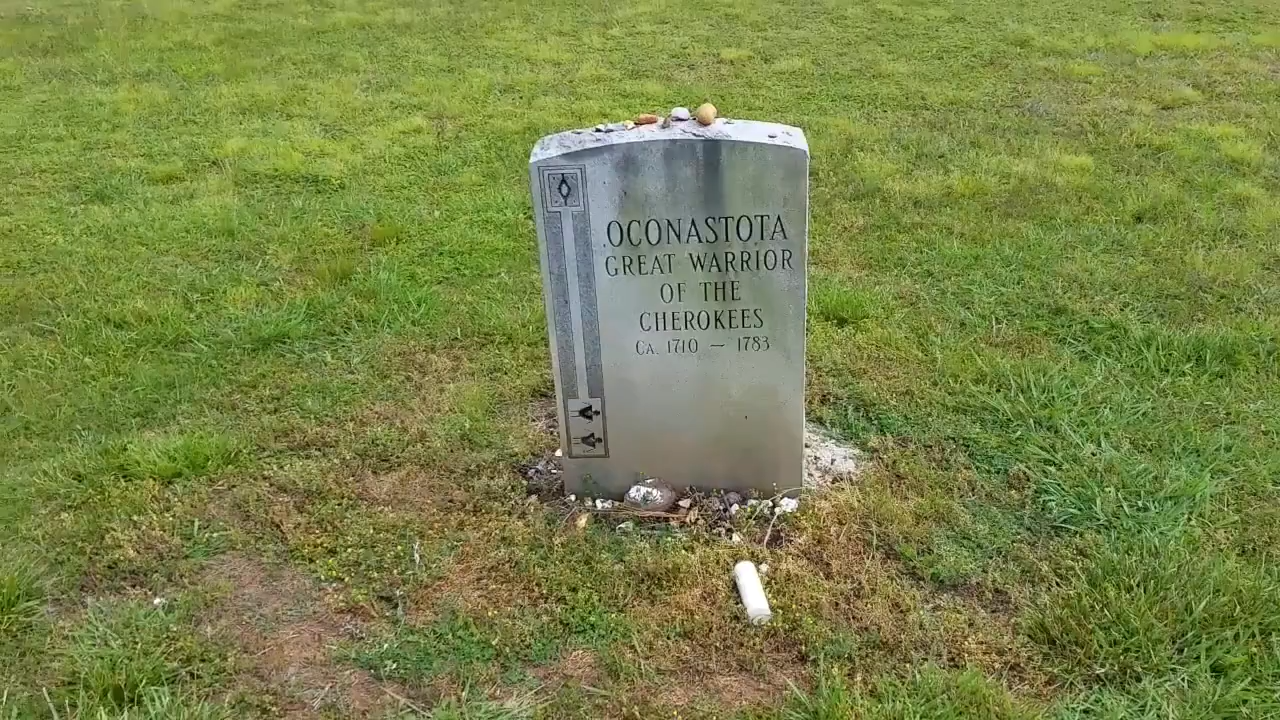 OCONASTOTA
GREAT WARRIOR
OF THE
CHEROKEES
CA. 1710 — 1783